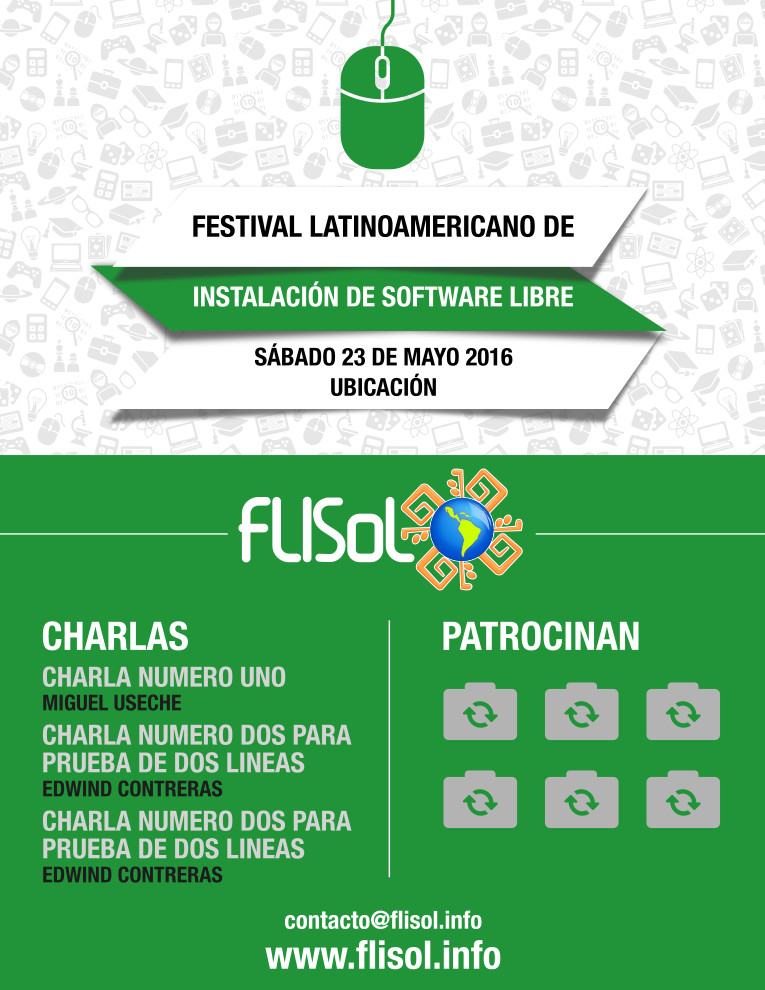 FESTIVAL LATINOAMERICANO DE
INSTALACIÓN DE SOFTWARE LIBRE
SÁBADO 23 DE MAYO 2016
UBICACIÓN
FLISoL
CHARLAS
CHARLA NUMERO UNO
MIGUEL USECHE
CHARLA NUMERO DOS PARA
PRUEBA DE DOS LINEAS
EDWIND CONTRERAS
CHARLA NUMERO DOS PARA
PRUEBA DE DOS LINEAS
EDWIND CONTRERAS
PATROCINAN
contacto@flisol.info
www.flisol.info